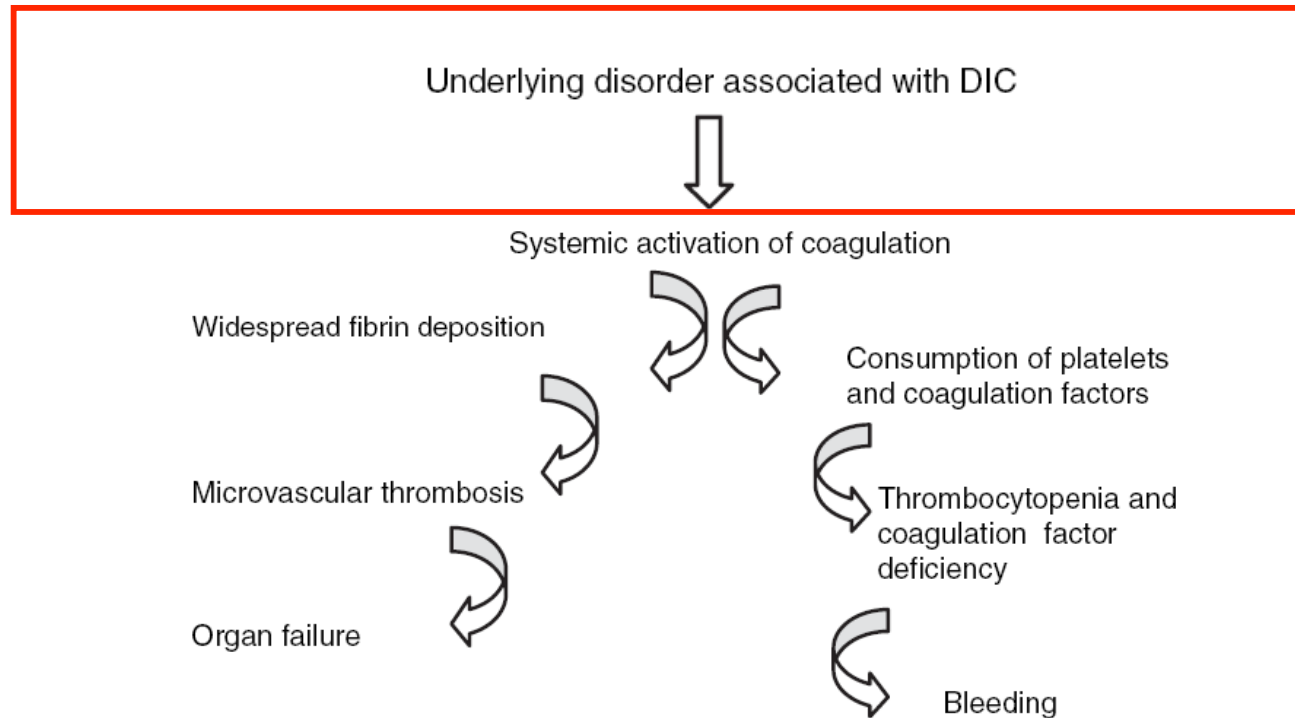 Underlying disorder associated with DIC
Systemic activation of coagulation
Widespread fibrin deposition
Consumption of platelets
and coagulation factors
Microvascular thrombosis
Thrombocytopenia and
coagulation factor
deficiency
Organ failure
Bleeding